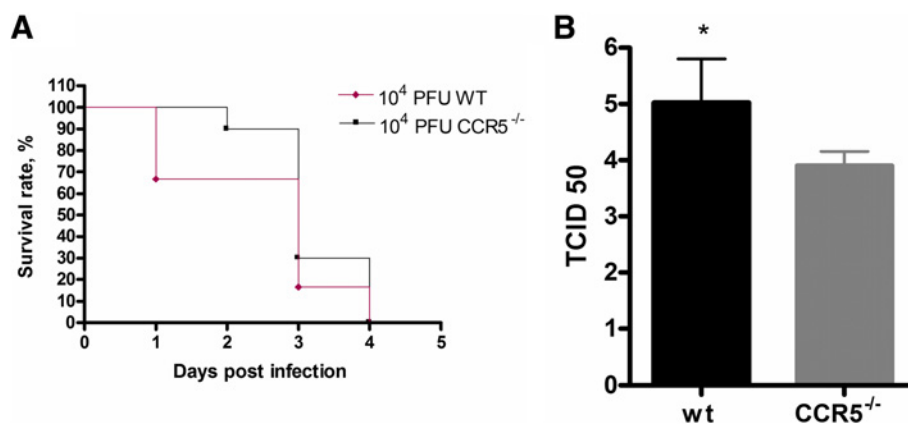 A
110
100
90
80
70
60
50
40
30
20
10
0
Survival rate, %
0 1 2 3 4 5
Days post infection
10⁴ PFU WT
10⁴ PFU CCR5⁻/⁻
B
*
6
5
4
3
2
1
0
TCID 50
wt CCR5⁻/⁻